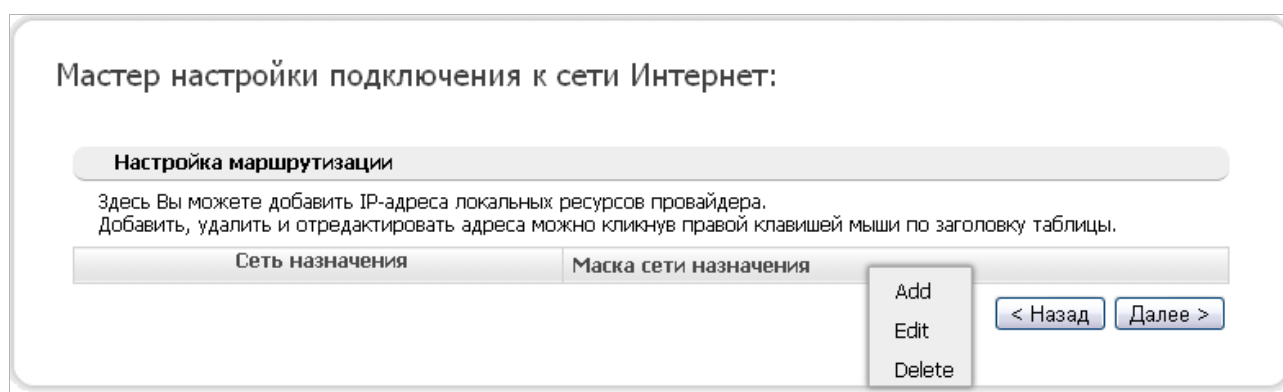 Мастер настройки подключения к сети Интернет:
Настройка маршрутизации
Здесь Вы можете добавить IP-адреса локальных ресурсов провайдера.
Добавить, удалить и отредактировать адреса можно кликнув правой клавишей мыши по заголовку таблицы.
Сеть назначения Маска сети назначения
Add
< Назад Далее >
Edit
Delete